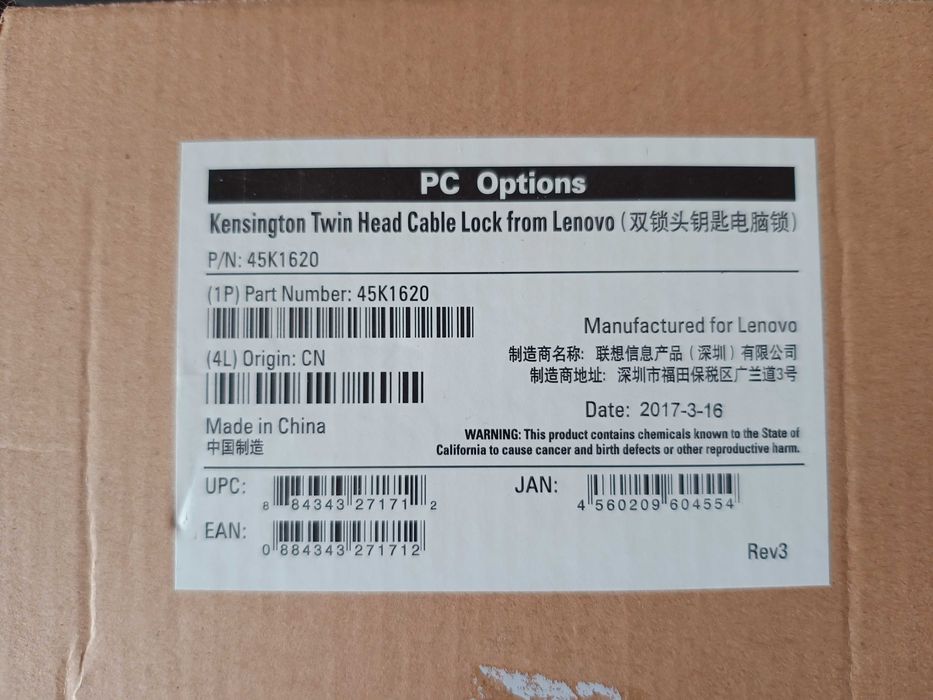 PC Options
Kensington Twin Head Cable Lock from Lenovo (双锁头钥匙电脑锁)
P/N: 45K1620
(1P) Part Number: 45K1620
Manufactured for Lenovo
(4L) Origin: CN
制造商名称: 联想信息产品(深圳)有限公司
制造商地址: 深圳市福田保税区广兰道3号
Date: 2017-3-16
Made in China
中国制造
WARNING: This product contains chemicals known to the State of
California to cause cancer and birth defects or other reproductive harm.
UPC: 8 84343 27171 2
JAN: 4 560209 604554
EAN: 0 884343 271712
Rev3